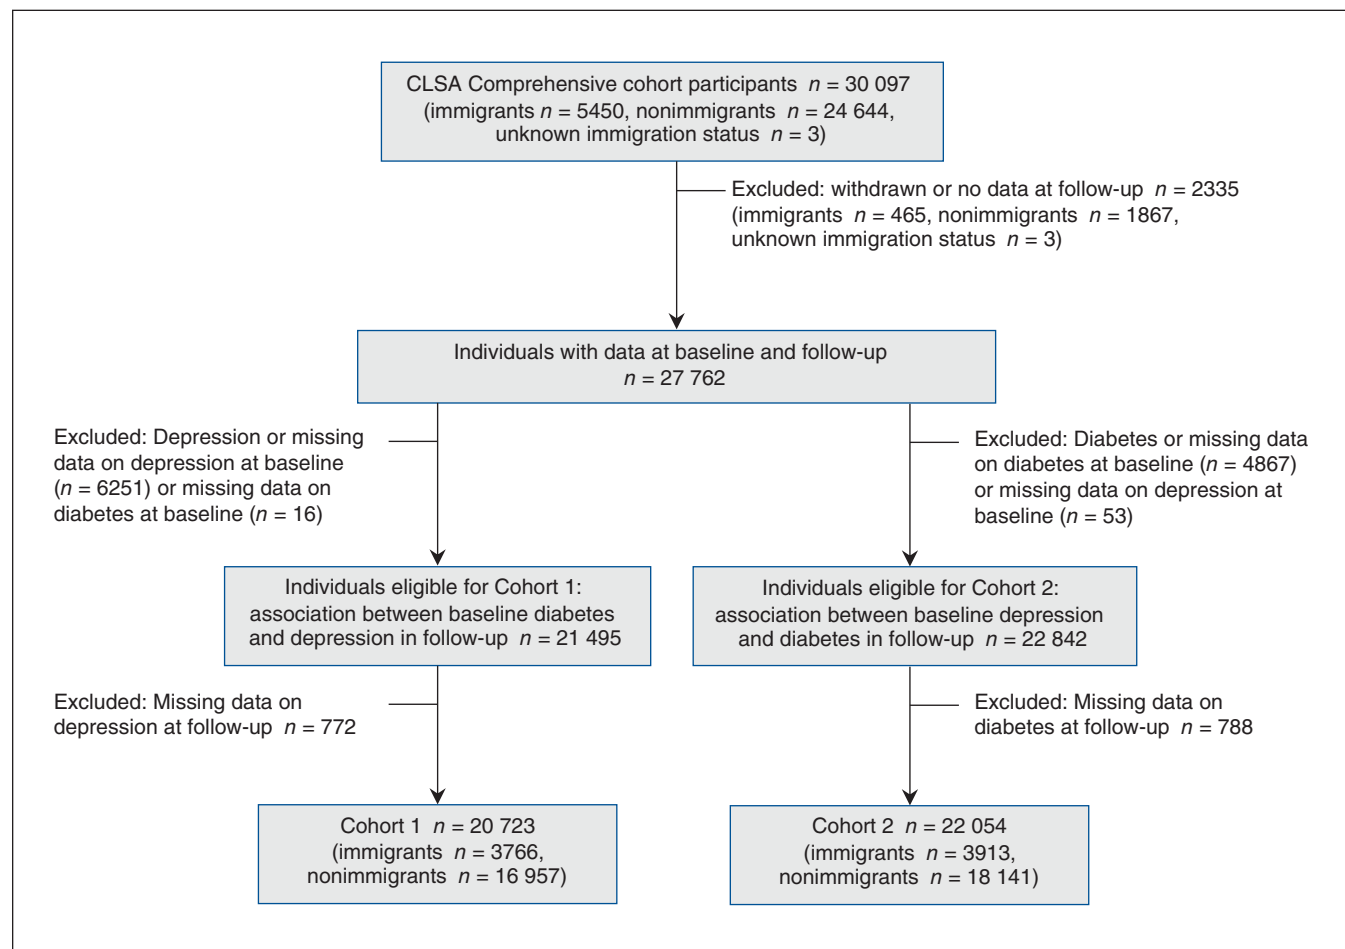 CLSA Comprehensive cohort participants n = 30 097
(immigrants n = 5450, nonimmigrants n = 24 644,
unknown immigration status n = 3)
Excluded: withdrawn or no data at follow-up n = 2335
(immigrants n = 465, nonimmigrants n = 1867,
unknown immigration status n = 3)
Individuals with data at baseline and follow-up
n = 27 762
Excluded: Depression or missing
data on depression at baseline
(n = 6251) or missing data on
diabetes at baseline (n = 16)
Excluded: Diabetes or missing data
on diabetes at baseline (n = 4867)
or missing data on depression at
baseline (n = 53)
Individuals eligible for Cohort 1:
association between baseline diabetes
and depression in follow-up n = 21 495
Individuals eligible for Cohort 2:
association between baseline depression
and diabetes in follow-up n = 22 842
Excluded: Missing data on
depression at follow-up n = 772
Excluded: Missing data on
diabetes at follow-up n = 788
Cohort 1 n = 20 723
(immigrants n = 3766,
nonimmigrants n = 16 957)
Cohort 2 n = 22 054
(immigrants n = 3913,
nonimmigrants n = 18 141)